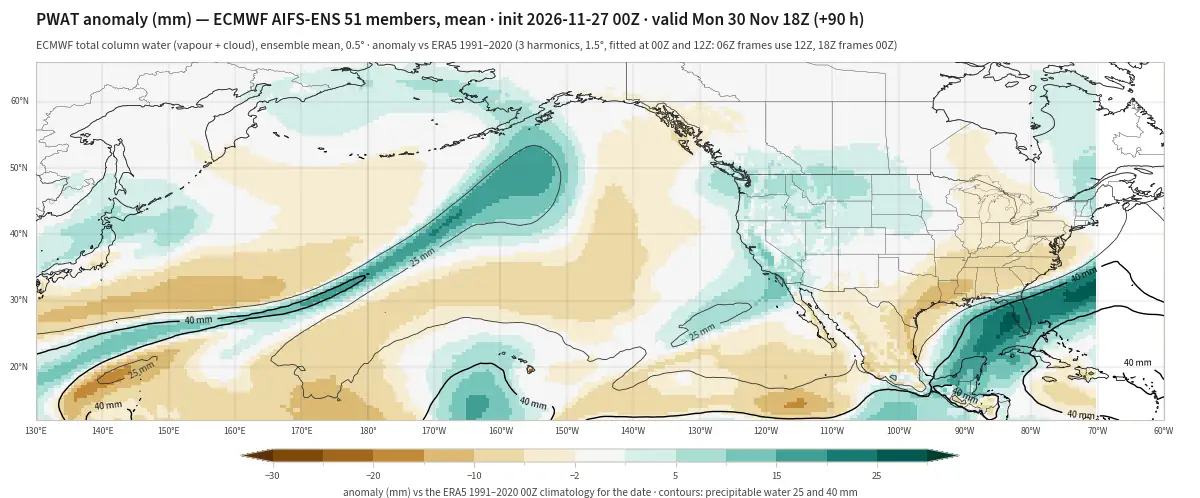 PWAT anomaly (mm) — ECMWF AIFS-ENS 51 members, mean · init 2026-11-27 00Z · valid Mon 30 Nov 18Z (+90 h)
ECMWF total column water (vapour + cloud), ensemble mean, 0.5° · anomaly vs ERA5 1991–2020 (3 harmonics, 1.5°, fitted at 00Z and 12Z: 06Z frames use 12Z, 18Z frames 00Z)
60°N
50°N
40°N
25 mm
40 mm
30°N
40 mm
25 mm
20°N
25 mm
40 mm
40 mm
40 mm
40 mm
40 mm
130°E 140°E 150°E 160°E 170°E 180° 170°W 160°W 150°W 140°W 130°W 120°W 110°W 100°W 90°W 80°W 70°W 60°W
−30 −20 −10 −2 5 15 25
anomaly (mm) vs the ERA5 1991–2020 00Z climatology for the date · contours: precipitable water 25 and 40 mm